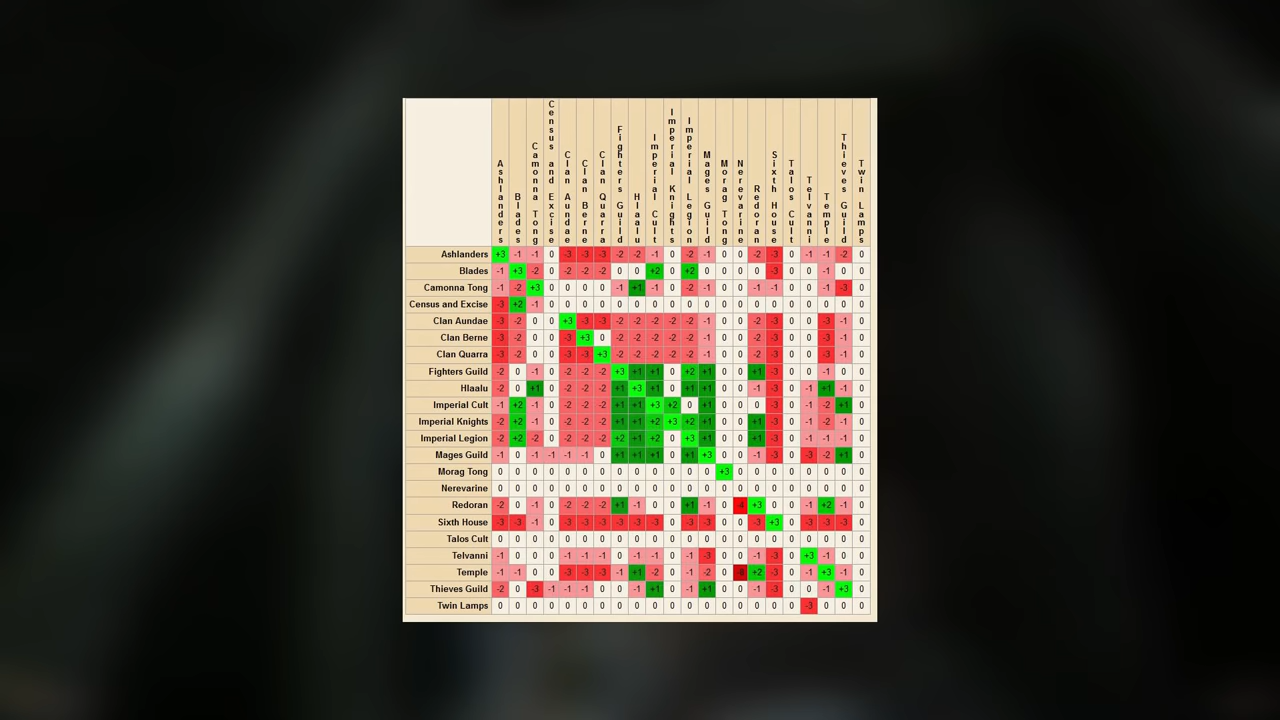 Ashlanders Blades Camonna Tong Census and Excise Clan Aundae Clan Berne Clan Quarra Fighters Guild Hlaalu Imperial Cult Imperial Knights Imperial Legion Mages Guild Morag Tong Nerevarine Redoran Sixth House Talos Cult Telvanni Temple Thieves Guild Twin Lamps
Ashlanders +3 -1 -1 0 -3 -3 -3 -2 -2 -1 0 -2 -1 0 0 -2 -3 0 -1 -1 -2 0
Blades -1 +3 -2 0 -2 -2 -2 0 0 +2 0 +2 0 0 0 0 -3 0 0 -1 0 0
Camonna Tong -1 -2 +3 0 0 0 0 -1 +1 -1 0 -2 -1 0 0 -1 -1 0 0 -1 -3 0
Census and Excise -3 +2 -1 0 0 0 0 0 0 0 0 0 0 0 0 0 0 0 0 0 0 0
Clan Aundae -3 -2 0 0 +3 -3 -3 -2 -2 -2 -2 -2 -1 0 0 -2 -3 0 0 -3 -1 0
Clan Berne -3 -2 0 0 -3 +3 0 -2 -2 -2 -2 -2 -1 0 0 -2 -3 0 0 -3 -1 0
Clan Quarra -3 -2 0 0 -3 -3 +3 -2 -2 -2 -2 -2 -1 0 0 -2 -3 0 0 -3 -1 0
Fighters Guild -2 0 -1 0 -2 -2 -2 +3 +1 +1 0 +2 +1 0 0 +1 -3 0 0 -1 0 0
Hlaalu -2 0 +1 0 -2 -2 -2 +1 +3 +1 0 +1 +1 0 0 -1 -3 0 -1 +1 -1 0
Imperial Cult -1 +2 -1 0 -2 -2 -2 +1 +1 +3 +2 0 +1 0 0 0 -3 0 -1 -2 +1 0
Imperial Knights -2 +2 -1 0 -2 -2 -2 +1 +1 +2 +3 +2 +1 0 0 +1 -3 0 -1 -2 -1 0
Imperial Legion -2 +2 -2 0 -2 -2 -2 +2 +1 +2 0 +3 +1 0 0 +1 -3 0 -1 -1 -1 0
Mages Guild -1 0 -1 -1 -1 -1 0 +1 +1 +1 0 +1 +3 0 0 -1 -3 0 -3 -2 +1 0
Morag Tong 0 0 0 0 0 0 0 0 0 0 0 0 0 +3 0 0 0 0 0 0 0 0
Nerevarine 0 0 0 0 0 0 0 0 0 0 0 0 0 0 0 0 0 0 0 0 0 0
Redoran -2 0 -1 0 -2 -2 -2 +1 -1 0 0 +1 -1 0 -4 +3 -3 0 -1 +2 -1 0
Sixth House -3 -3 -1 0 -3 -3 -3 -3 -3 -3 0 -3 -3 0 0 -3 +3 0 -3 -3 -3 0
Talos Cult 0 0 0 0 0 0 0 0 0 0 0 0 0 0 0 0 0 0 0 0 0 0
Telvanni -1 0 0 0 -1 -1 -1 0 -1 -1 0 -1 -3 0 0 -1 -3 0 +3 -1 0 0
Temple -1 -1 0 0 -3 -3 -3 -1 +1 -2 0 -1 -2 0 +2 -3 0 -1 +3 -1 0
Thieves Guild -2 0 -3 -1 -1 -1 0 0 -1 +1 0 -1 +1 0 0 -1 -3 0 0 -1 +3 0
Twin Lamps 0 0 0 0 0 0 0 0 0 0 0 0 0 0 0 0 0 0 -3 0 0 0